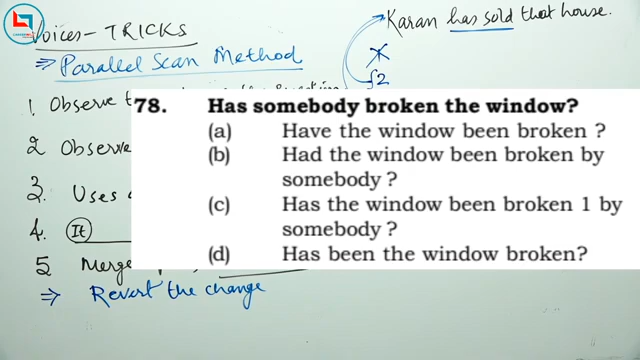 Voices - TRICKS
Karan has sold that house.
⇒ Parallel Scan Method
1. Observe
2 Observe
3. Uses
4. It
5 Merge
⇒ Revert the change
78. Has somebody broken the window?
(a) Have the window been broken ?
(b) Had the window been broken by
somebody ?
(c) Has the window been broken 1 by
somebody ?
(d) Has been the window broken?